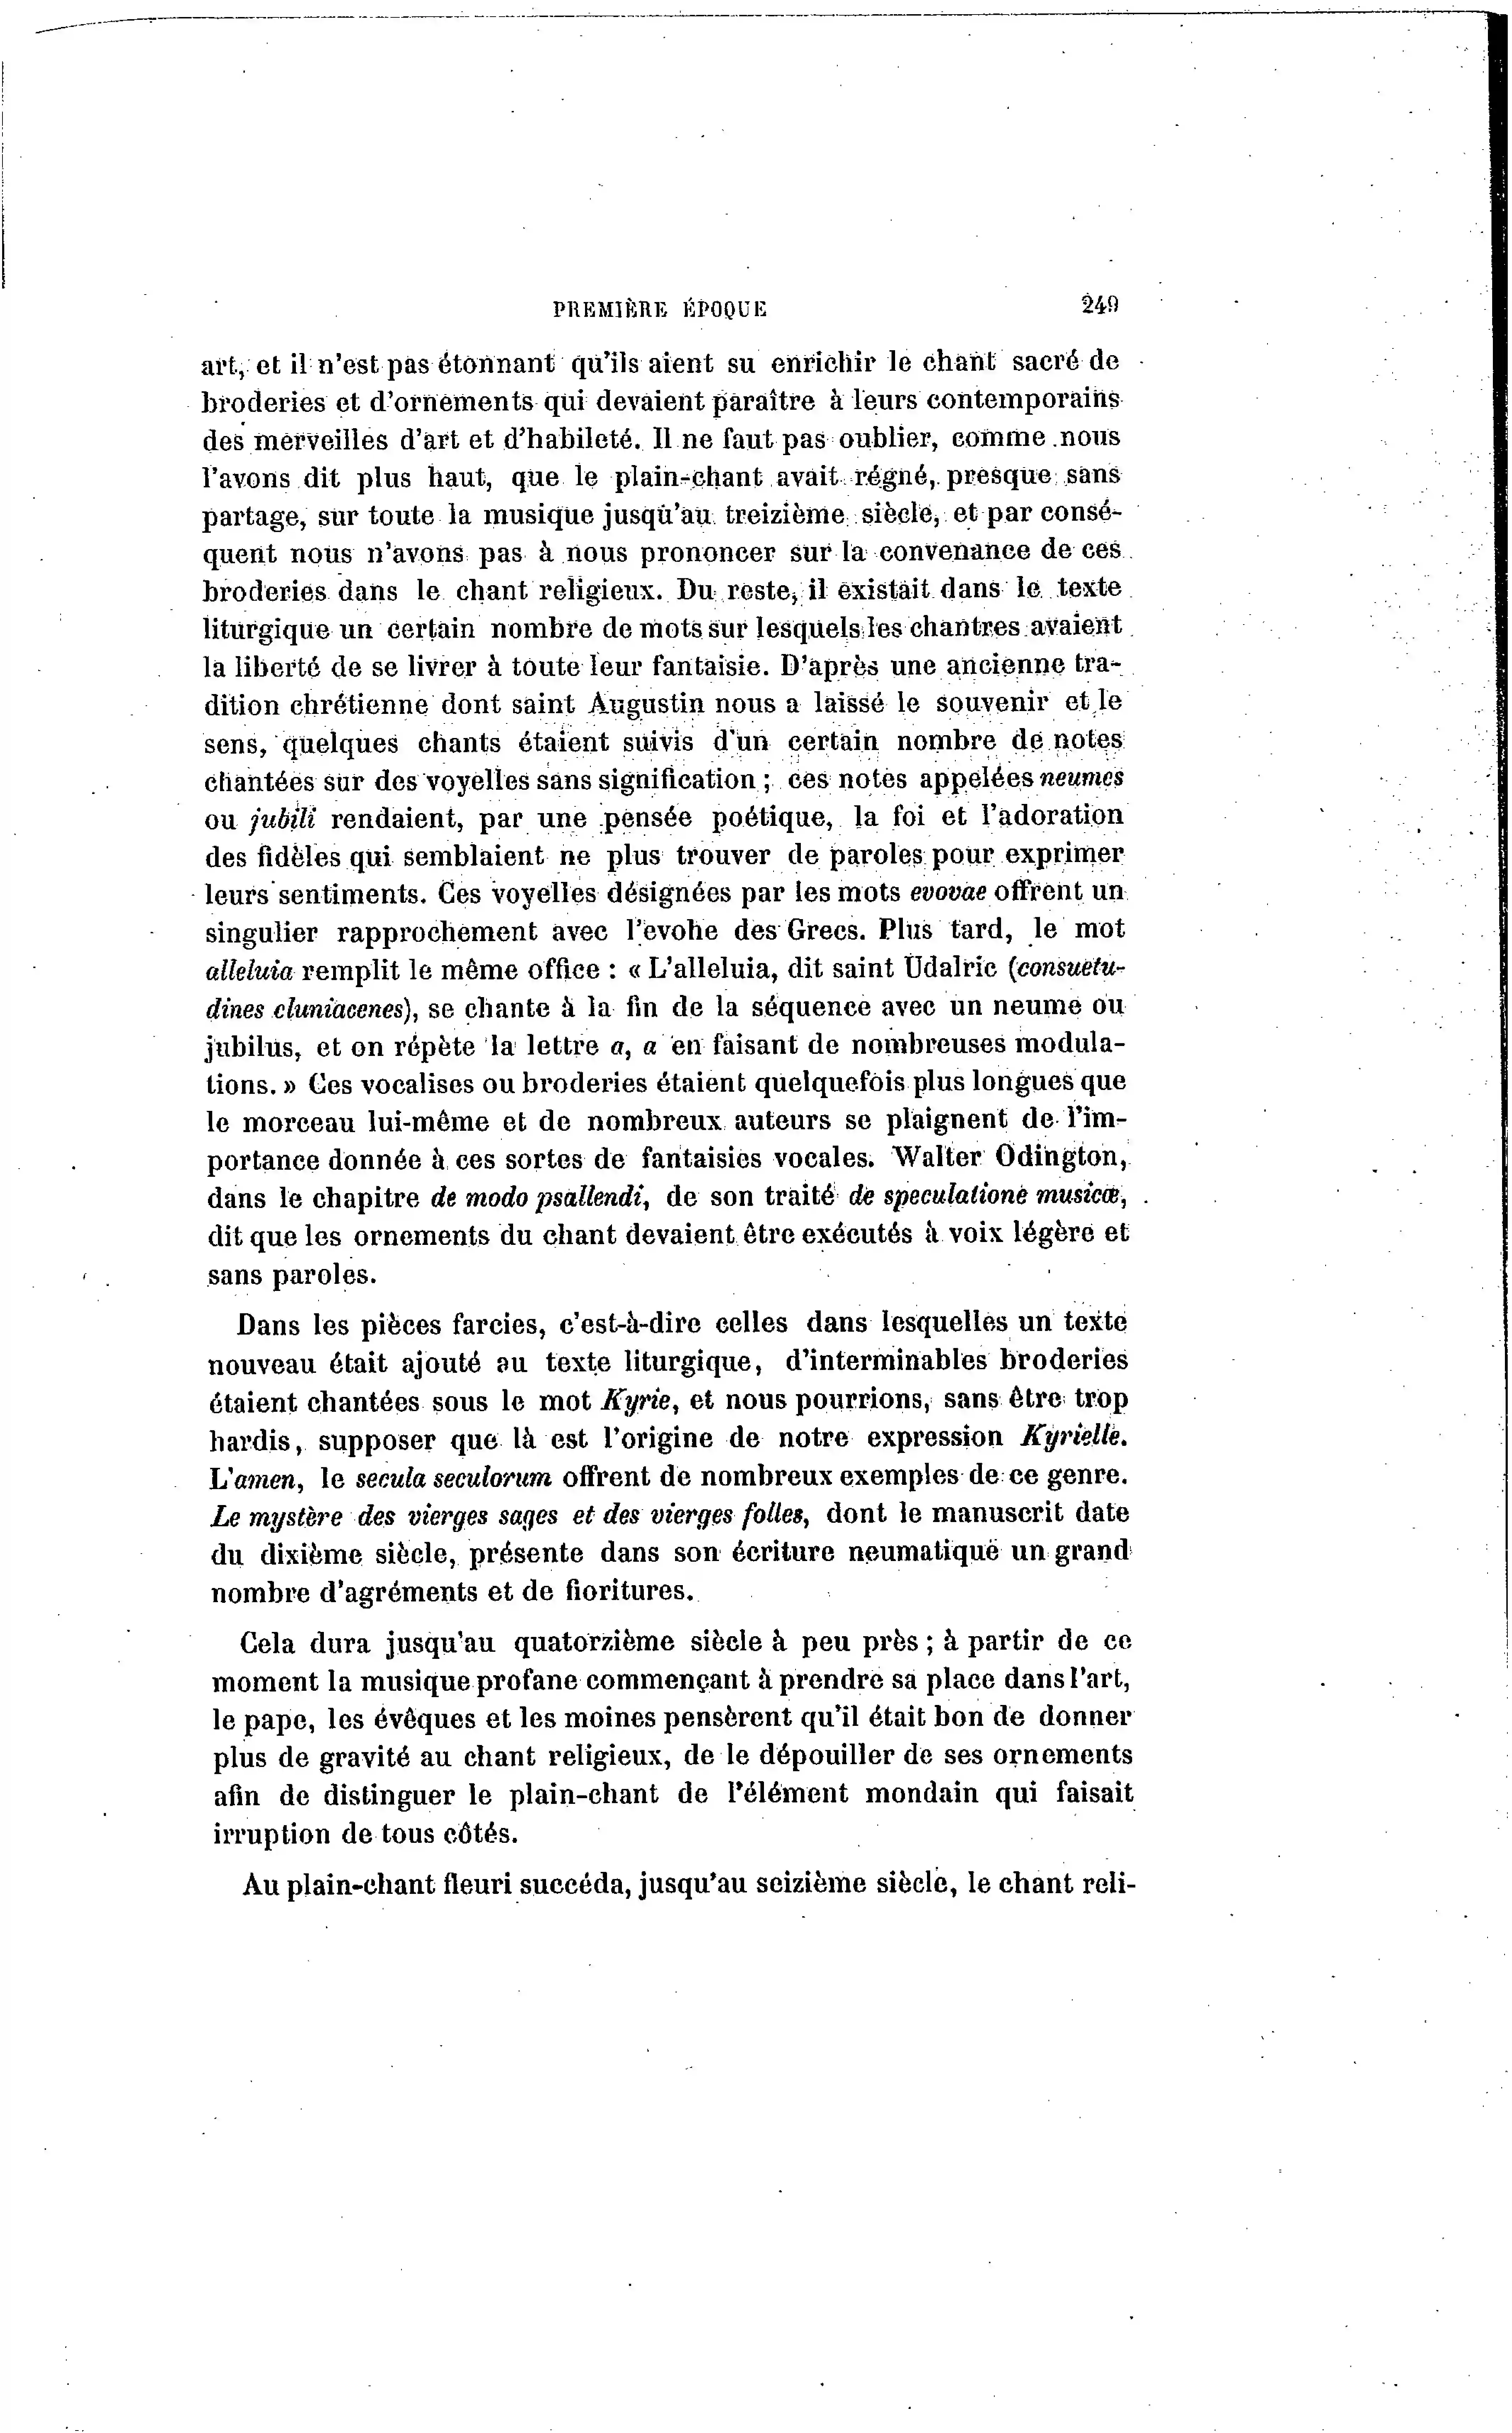 PREMIÈRE ÉPOQUE 249
art, et il n'est pas étonnant qu'ils aient su enrichir le chant sacré de
broderies et d'ornements qui devaient paraître à leurs contemporains
des merveilles d'art et d'habileté. Il ne faut pas oublier, comme nous
l'avons dit plus haut, que le plain-chant avait régné, presque sans
partage, sur toute la musique jusqu'au treizième siècle, et par consé-
quent nous n'avons pas à nous prononcer sur la convenance de ces
broderies dans le chant religieux. Du reste, il existait dans le texte
liturgique un certain nombre de mots sur lesquels les chantres avaient
la liberté de se livrer à toute leur fantaisie. D'après une ancienne tra-
dition chrétienne dont saint Augustin nous a laissé le souvenir et le
sens, quelques chants étaient suivis d'un certain nombre de notes
chantées sur des voyelles sans signification ; ces notes appelées neumes
ou jubili rendaient, par une pensée poétique, la foi et l'adoration
des fidèles qui semblaient ne plus trouver de paroles pour exprimer
leurs sentiments. Ces voyelles désignées par les mots evovae offrent un
singulier rapprochement avec l'evohe des Grecs. Plus tard, le mot
alleluia remplit le même office : « L'alleluia, dit saint Udalric (consuetu-
dines cluniacenes), se chante à la fin de la séquence avec un neume ou
jubilus, et on répète la lettre a, a en faisant de nombreuses modula-
tions. » Ces vocalises ou broderies étaient quelquefois plus longues que
le morceau lui-même et de nombreux auteurs se plaignent de l'im-
portance donnée à ces sortes de fantaisies vocales. Walter Odington,
dans le chapitre de modo psallendi, de son traité de speculatione musicæ,
dit que les ornements du chant devaient être exécutés à voix légère et
sans paroles.
Dans les pièces farcies, c'est-à-dire celles dans lesquelles un texte
nouveau était ajouté au texte liturgique, d'interminables broderies
étaient chantées sous le mot Kyrie, et nous pourrions, sans être trop
hardis, supposer que là est l'origine de notre expression Kyrielle.
L'amen, le secula seculorum offrent de nombreux exemples de ce genre.
Le mystère des vierges sages et des vierges folles, dont le manuscrit date
du dixième siècle, présente dans son écriture neumatique un grand
nombre d'agréments et de fioritures.
Cela dura jusqu'au quatorzième siècle à peu près ; à partir de ce
moment la musique profane commençant à prendre sa place dans l'art,
le pape, les évêques et les moines pensèrent qu'il était bon de donner
plus de gravité au chant religieux, de le dépouiller de ses ornements
afin de distinguer le plain-chant de l'élément mondain qui faisait
irruption de tous côtés.
Au plain-chant fleuri succéda, jusqu'au seizième siècle, le chant reli-